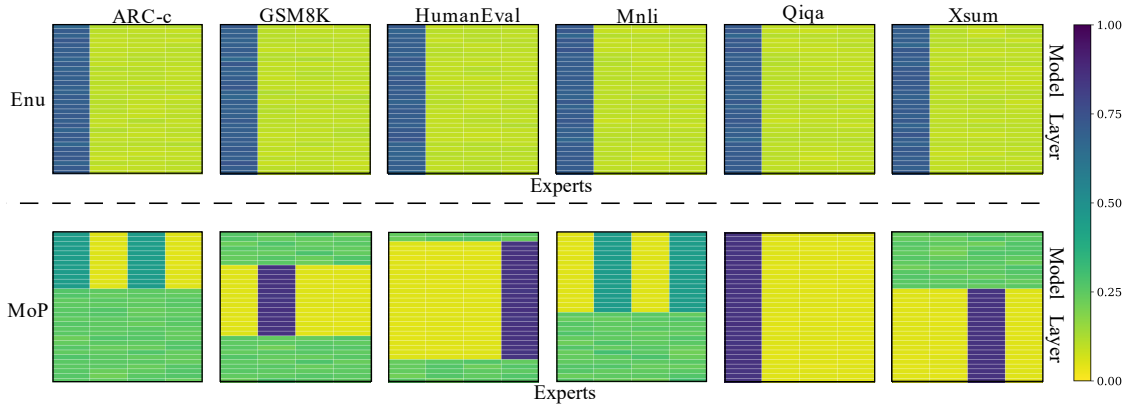 ARC-c GSM8K HumanEval Mnli Qiqa Xsum
Enu
Experts
Model Layer
MoP
Experts
Model Layer
1.00
0.75
0.50
0.25
0.00